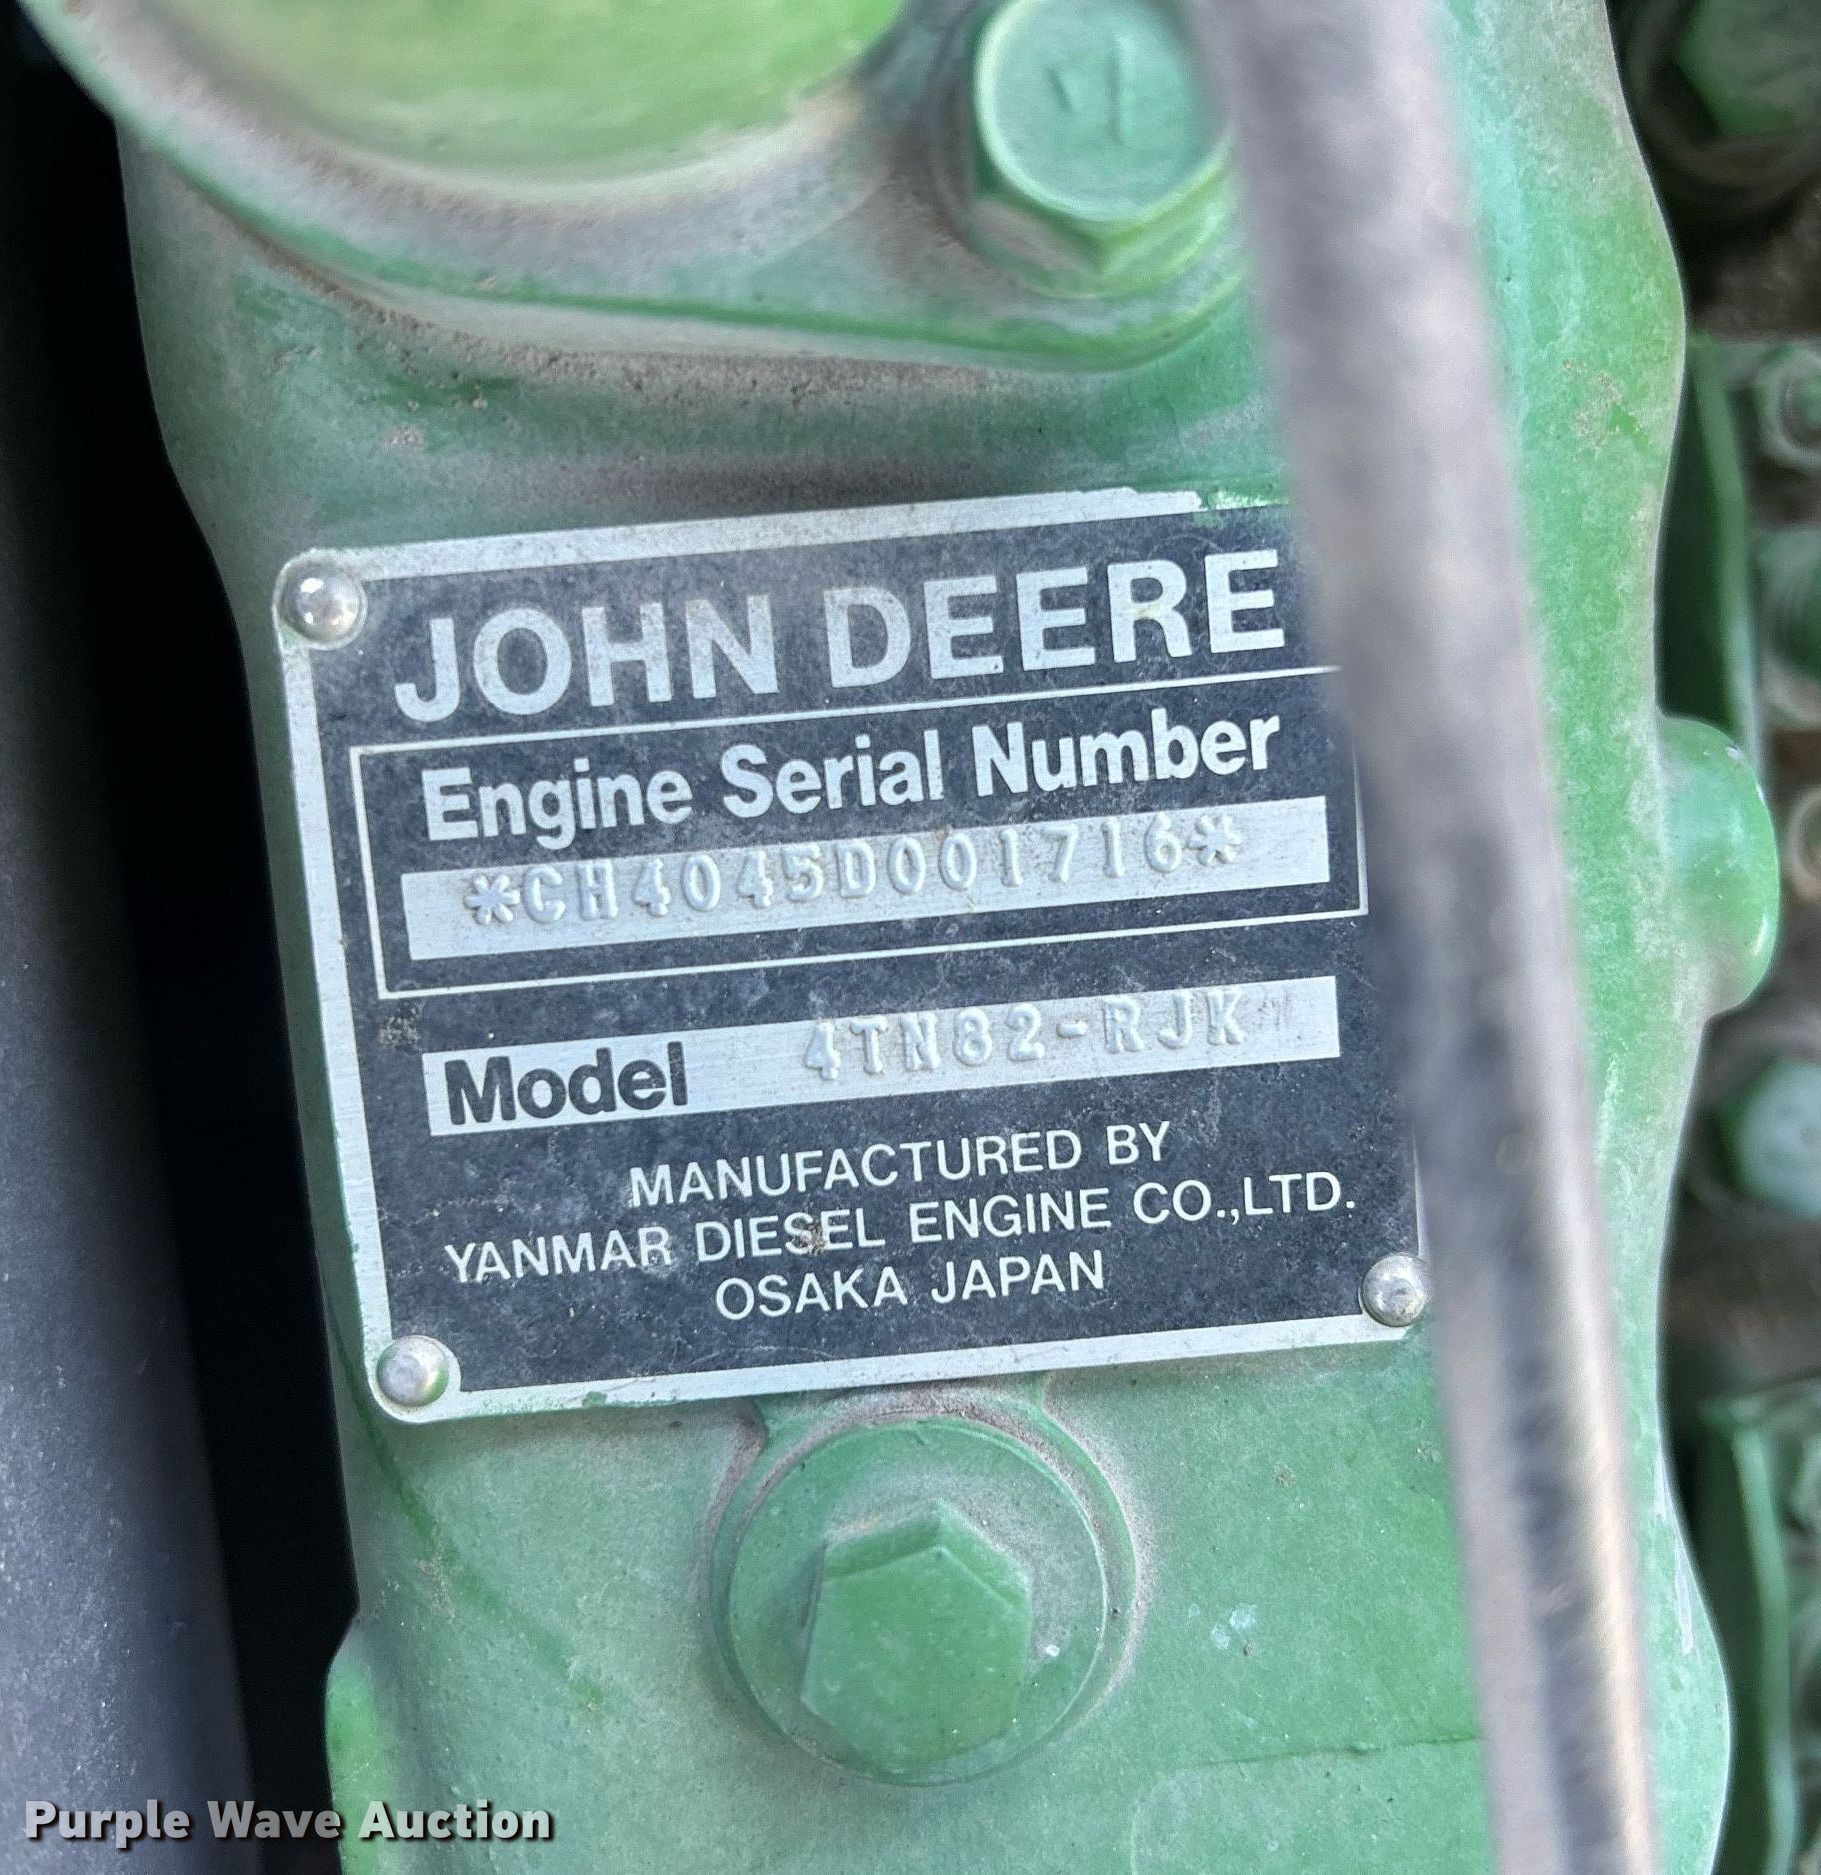 JOHN DEERE
Engine Serial Number
*CH4045D001716*
Model 4TN82-RJK
MANUFACTURED BY
YANMAR DIESEL ENGINE CO.,LTD.
OSAKA JAPAN
Purple Wave Auction